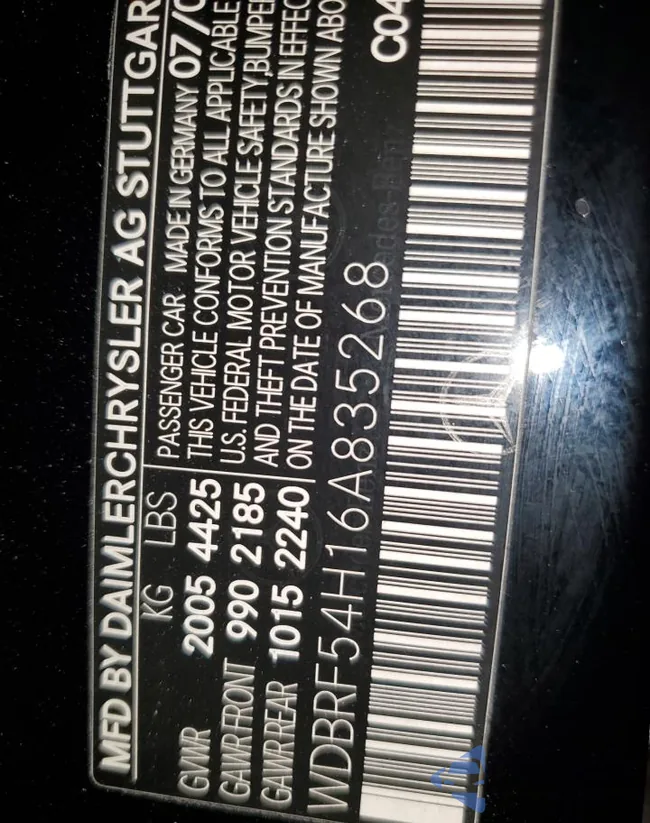 MFD BY DAIMLERCHRYSLER AG STUTTGAR
KG LBS
GVWR 2005 4425
GAWR FRONT 990 2185
GAWR REAR 1015 2240
PASSENGER CAR MADE IN GERMANY 07/0
THIS VEHICLE CONFORMS TO ALL APPLICABLE
U.S. FEDERAL MOTOR VEHICLE SAFETY, BUMPER
AND THEFT PREVENTION STANDARDS IN EFFEC
ON THE DATE OF MANUFACTURE SHOWN ABO
WDBRF54H16A835268
C04